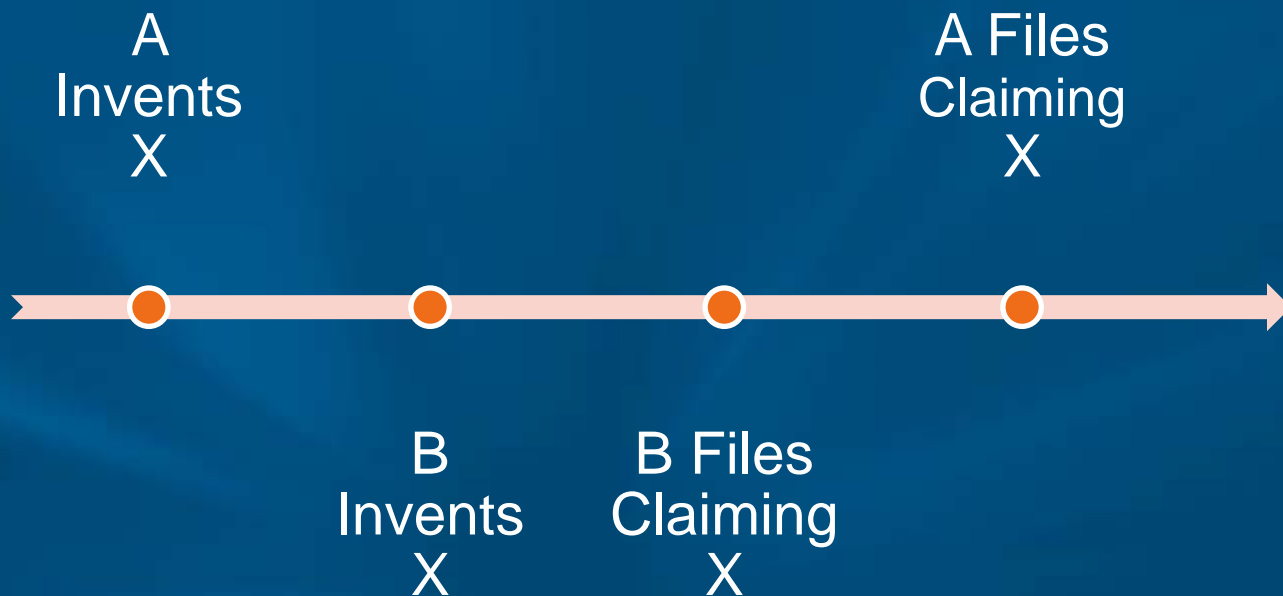 A
Invents
X
A Files
Claiming
X
B
Invents
X
B Files
Claiming
X